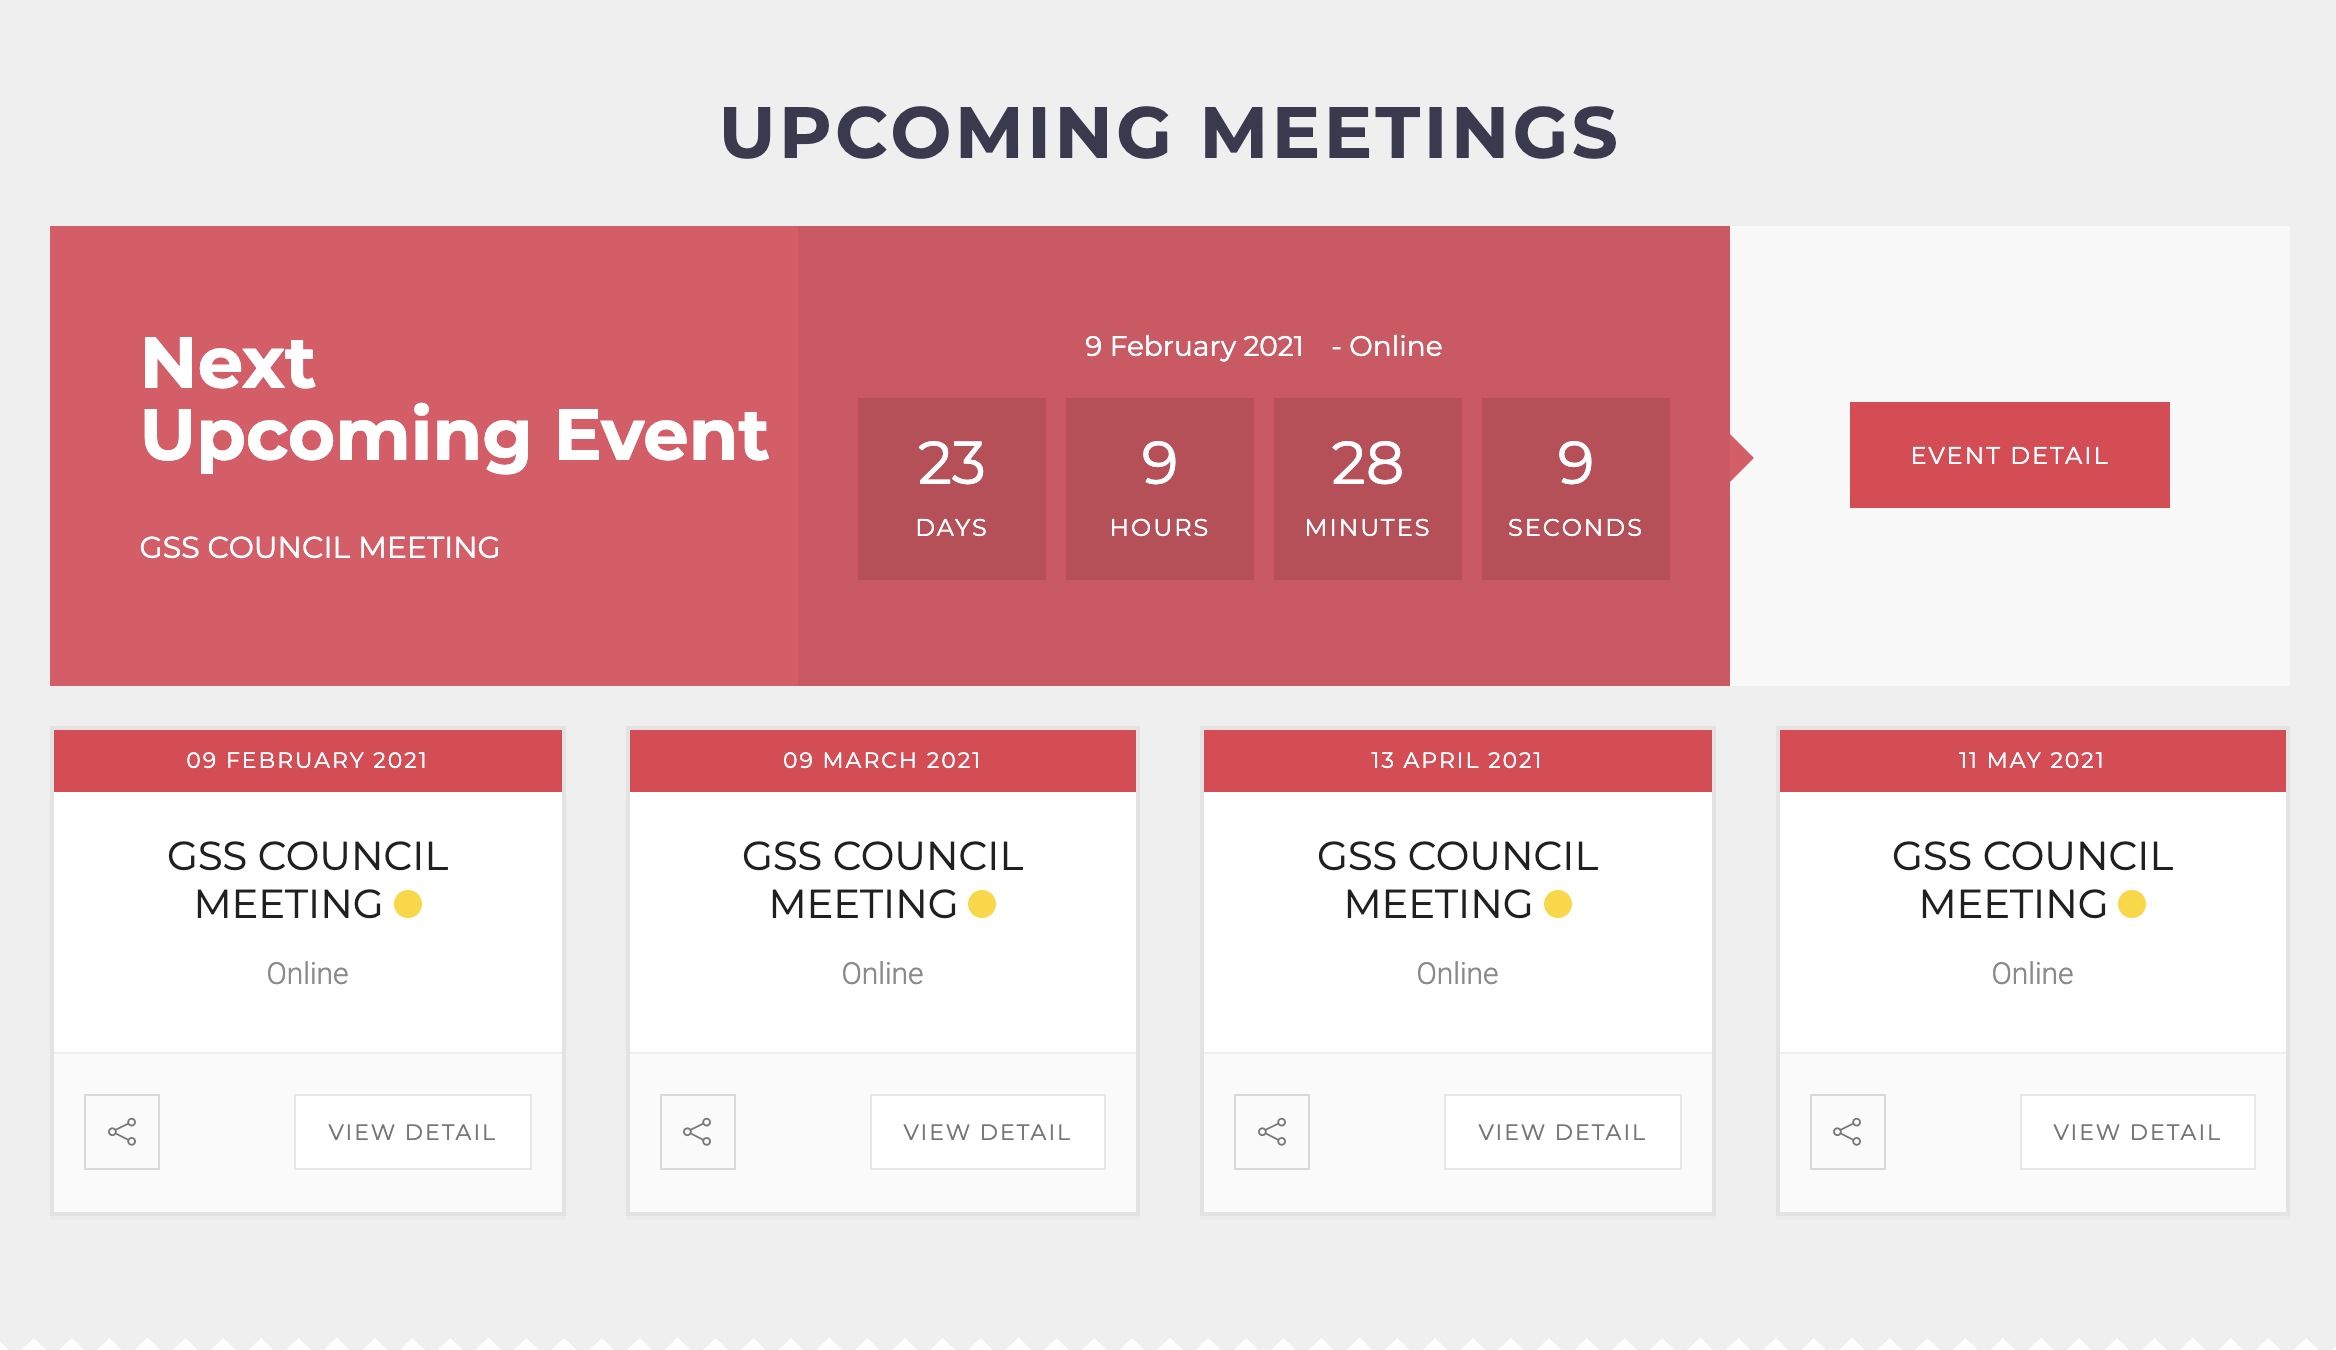 UPCOMING MEETINGS
Next
Upcoming Event
GSS COUNCIL MEETING
9 February 2021 - Online
23 9 28 9
DAYS HOURS MINUTES SECONDS
EVENT DETAIL
09 FEBRUARY 2021
GSS COUNCIL
MEETING
Online
VIEW DETAIL
09 MARCH 2021
GSS COUNCIL
MEETING
Online
VIEW DETAIL
13 APRIL 2021
GSS COUNCIL
MEETING
Online
VIEW DETAIL
11 MAY 2021
GSS COUNCIL
MEETING
Online
VIEW DETAIL